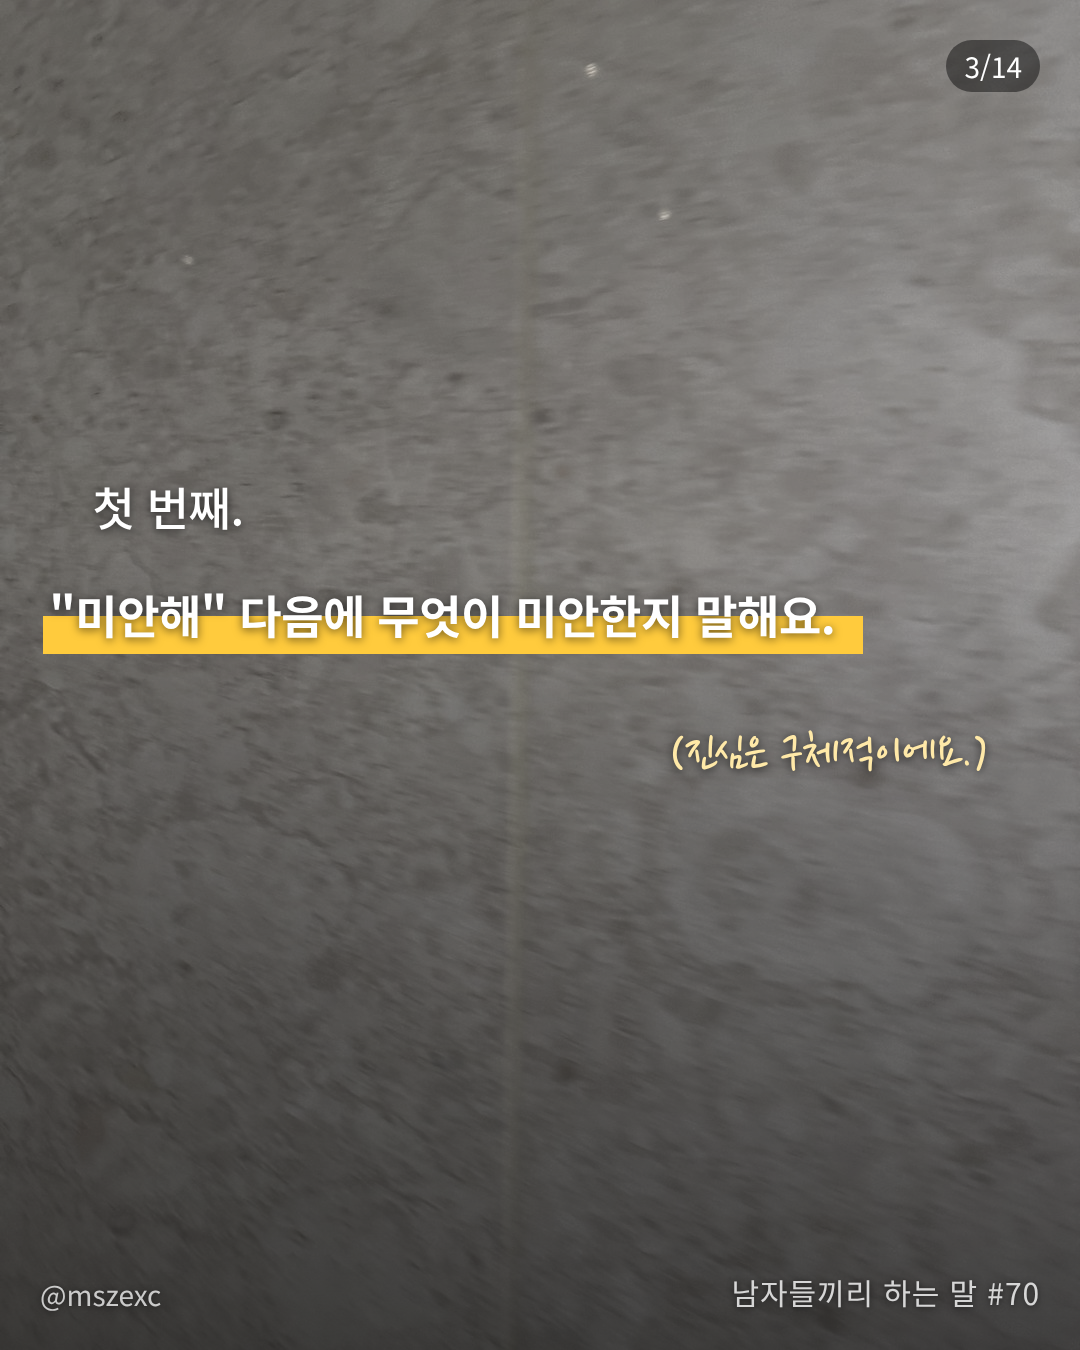 3/14
첫 번째.
"미안해" 다음에 무엇이 미안한지 말해요.
(진심은 구체적이에요.)
@mszexc
남자들끼리 하는 말 #70